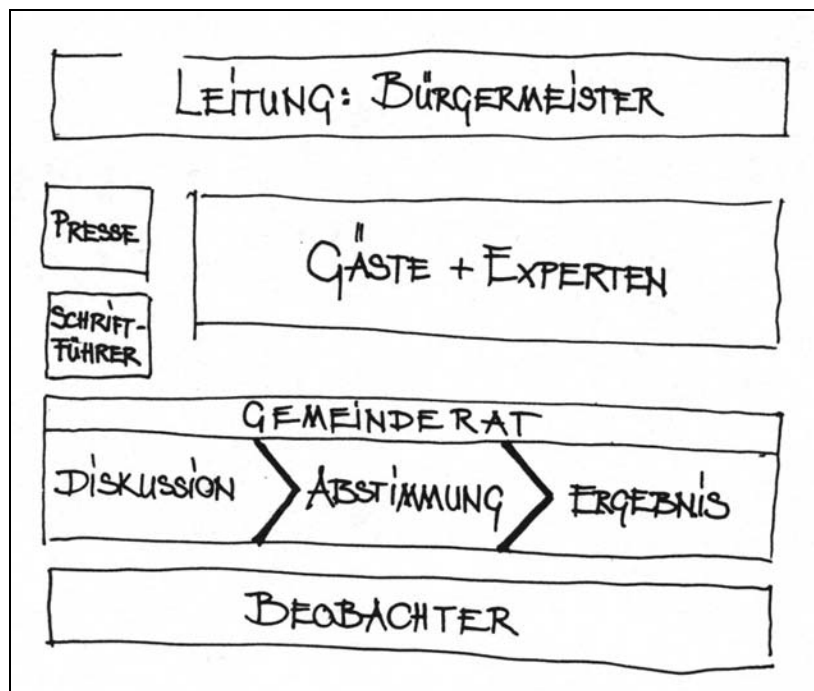 LEITUNG: BÜRGERMEISTER
PRESSE
GÄSTE + EXPERTEN
SCHRIFT-
FÜHRER
GEMEINDERAT
DISKUSSION
ABSTIMMUNG
ERGEBNIS
BEOBACHTER